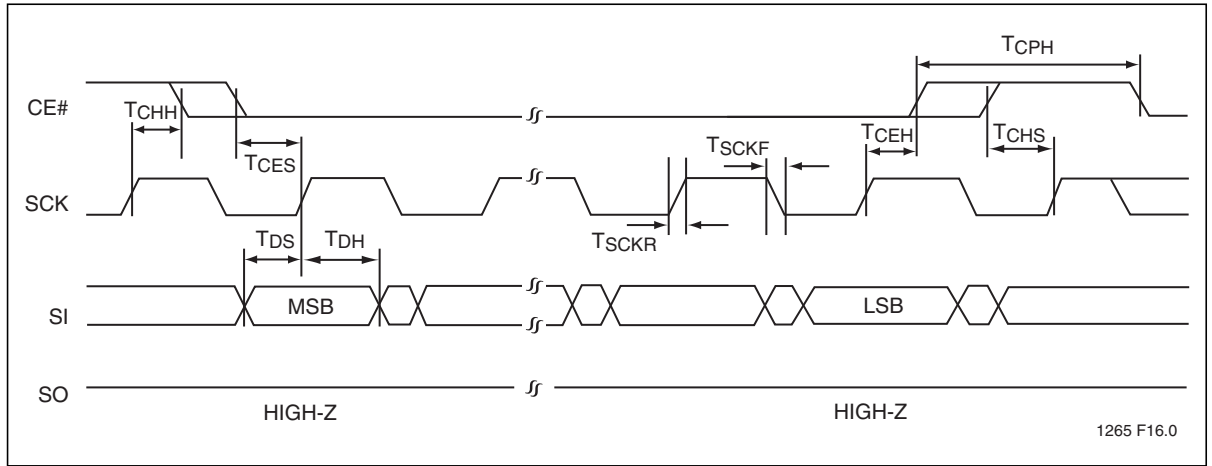 TCPH
CE#
TCHH
TCES
TSCKF
TCEH
TCHS
SCK
TSCKR
TDS
TDH
SI
MSB
LSB
SO
HIGH-Z
HIGH-Z
1265 F16.0